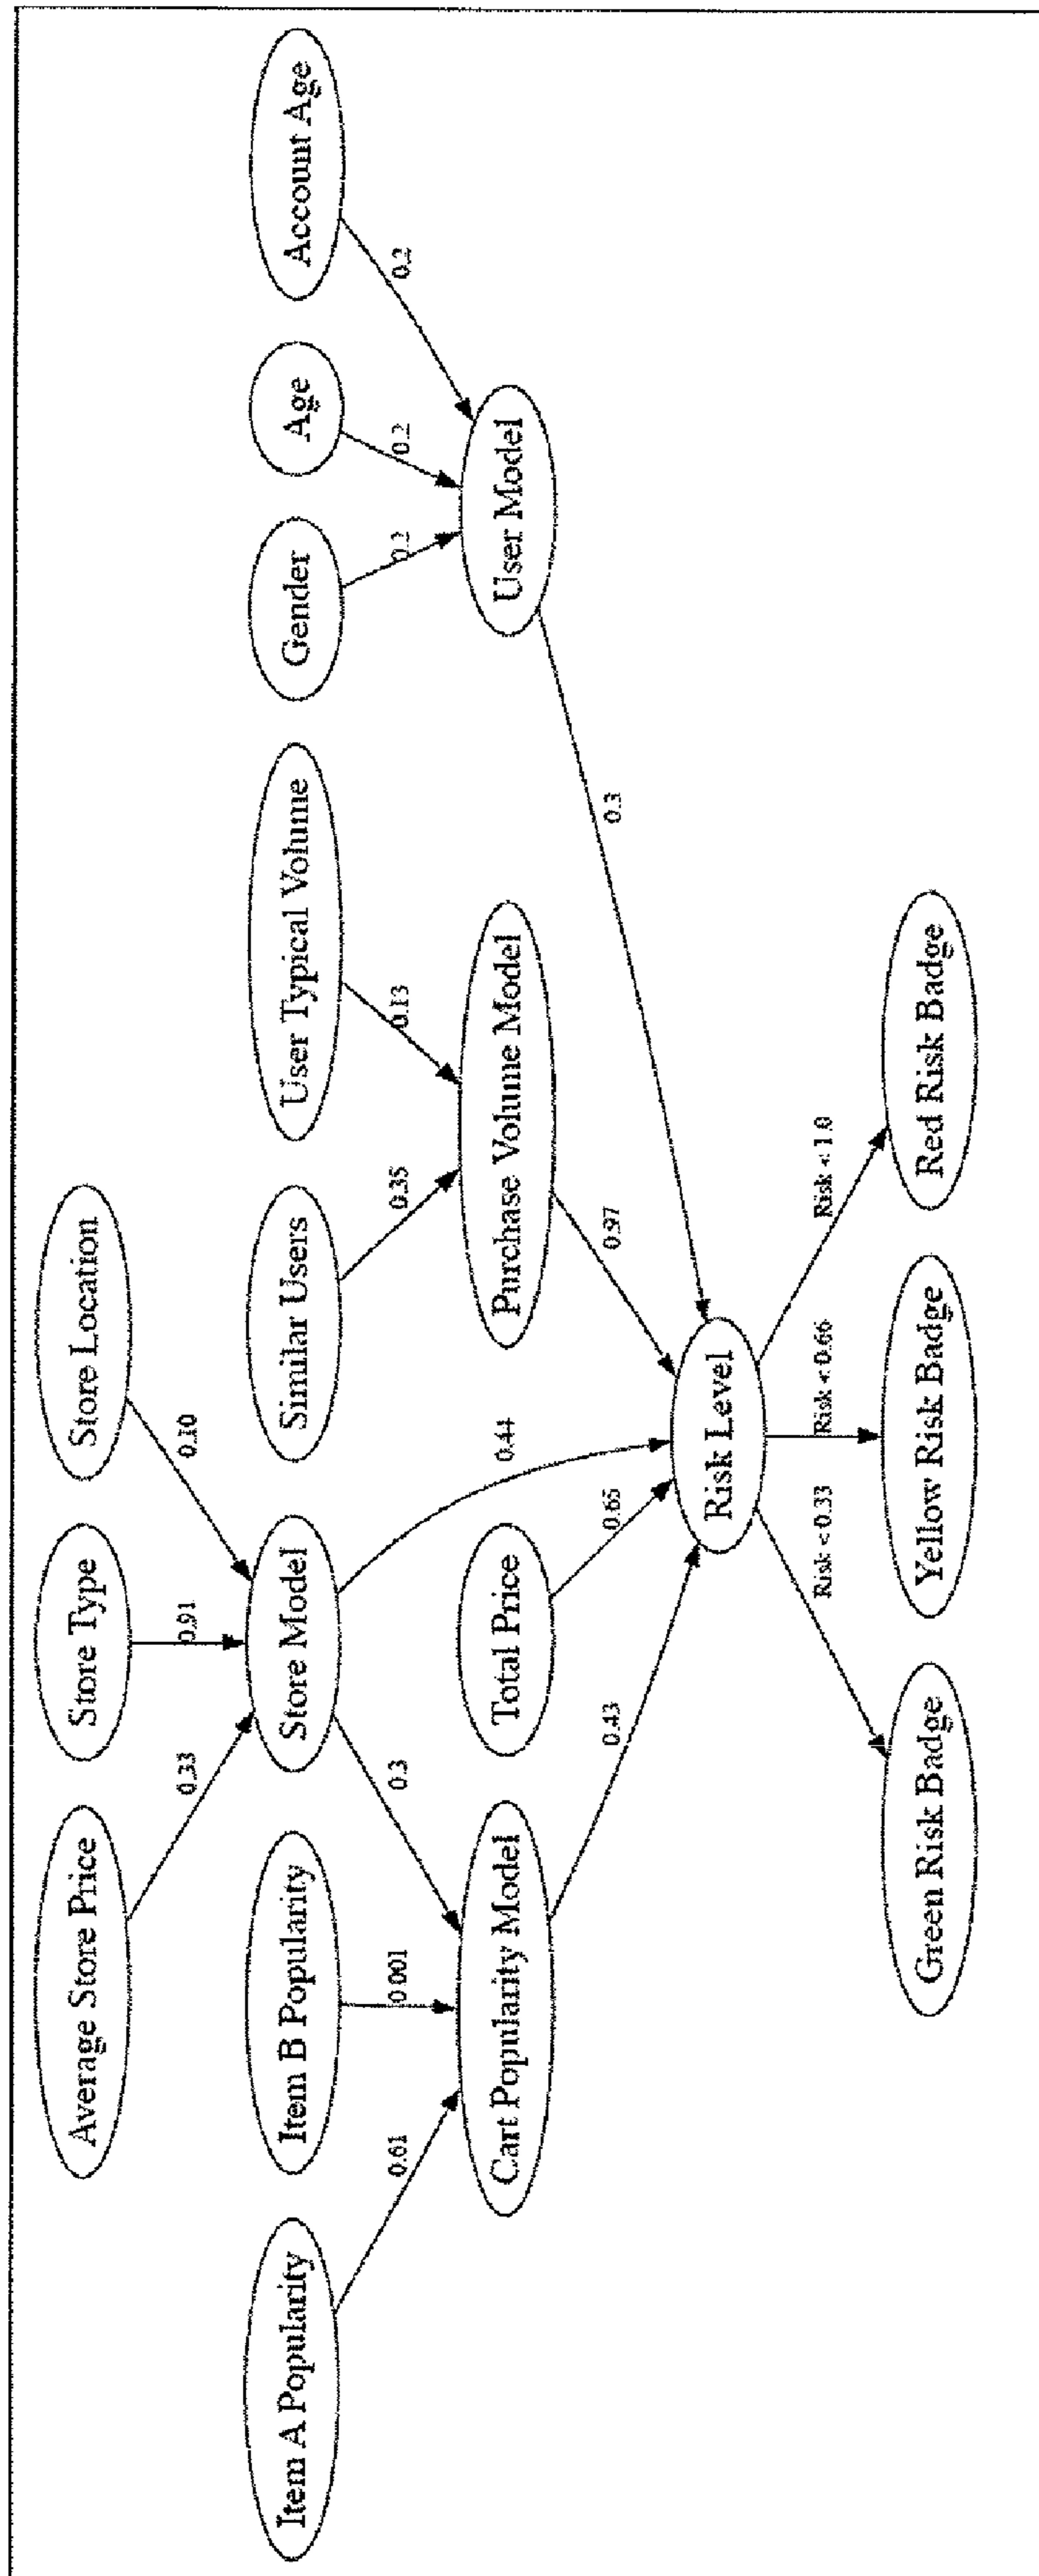 Average Store Price
Store Type
Store Location
0.33
0.91
0.10
Item A Popularity
Item B Popularity
Store Model
Similar Users
User Typical Volume
Gender
Age
Account Age
0.61
0.001
0.3
0.35
0.13
0.2
0.2
0.2
Cart Popularity Model
Total Price
0.44
Purchase Volume Model
User Model
0.43
0.65
0.97
0.3
Risk Level
Risk < 0.33
Risk < 0.66
Risk < 1.0
Green Risk Badge
Yellow Risk Badge
Red Risk Badge